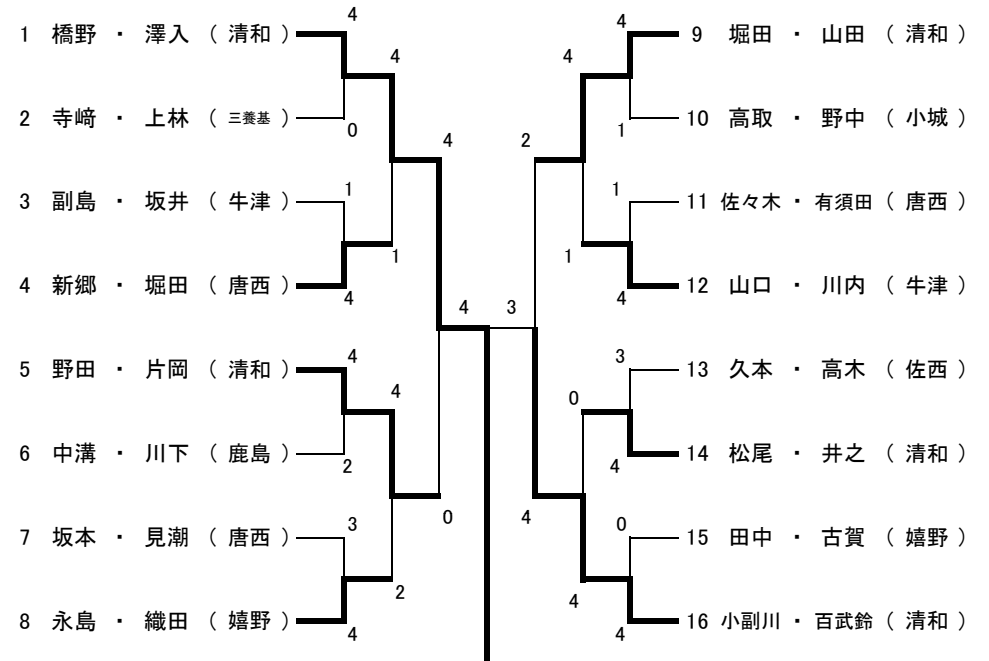 4
1 橋野 ・ 澤入 ( 清和 )
4
2 寺﨑 ・ 上林 ( 三養基 )
0
4
3 副島 ・ 坂井 ( 牛津 )
1
1
4 新郷 ・ 堀田 ( 唐西 )
4
4
5 野田 ・ 片岡 ( 清和 )
4
4
6 中溝 ・ 川下 ( 鹿島 )
2
0
7 坂本 ・ 見潮 ( 唐西 )
3
2
8 永島 ・ 織田 ( 嬉野 )
4
4
9 堀田 ・ 山田 ( 清和 )
4
10 高取 ・ 野中 ( 小城 )
1
2
11 佐々木 ・ 有須田 ( 唐西 )
1
1
12 山口 ・ 川内 ( 牛津 )
4
3
13 久本 ・ 高木 ( 佐西 )
3
0
14 松尾 ・ 井之 ( 清和 )
4
4
15 田中 ・ 古賀 ( 嬉野 )
0
4
16 小副川 ・ 百武鈴 ( 清和 )
4